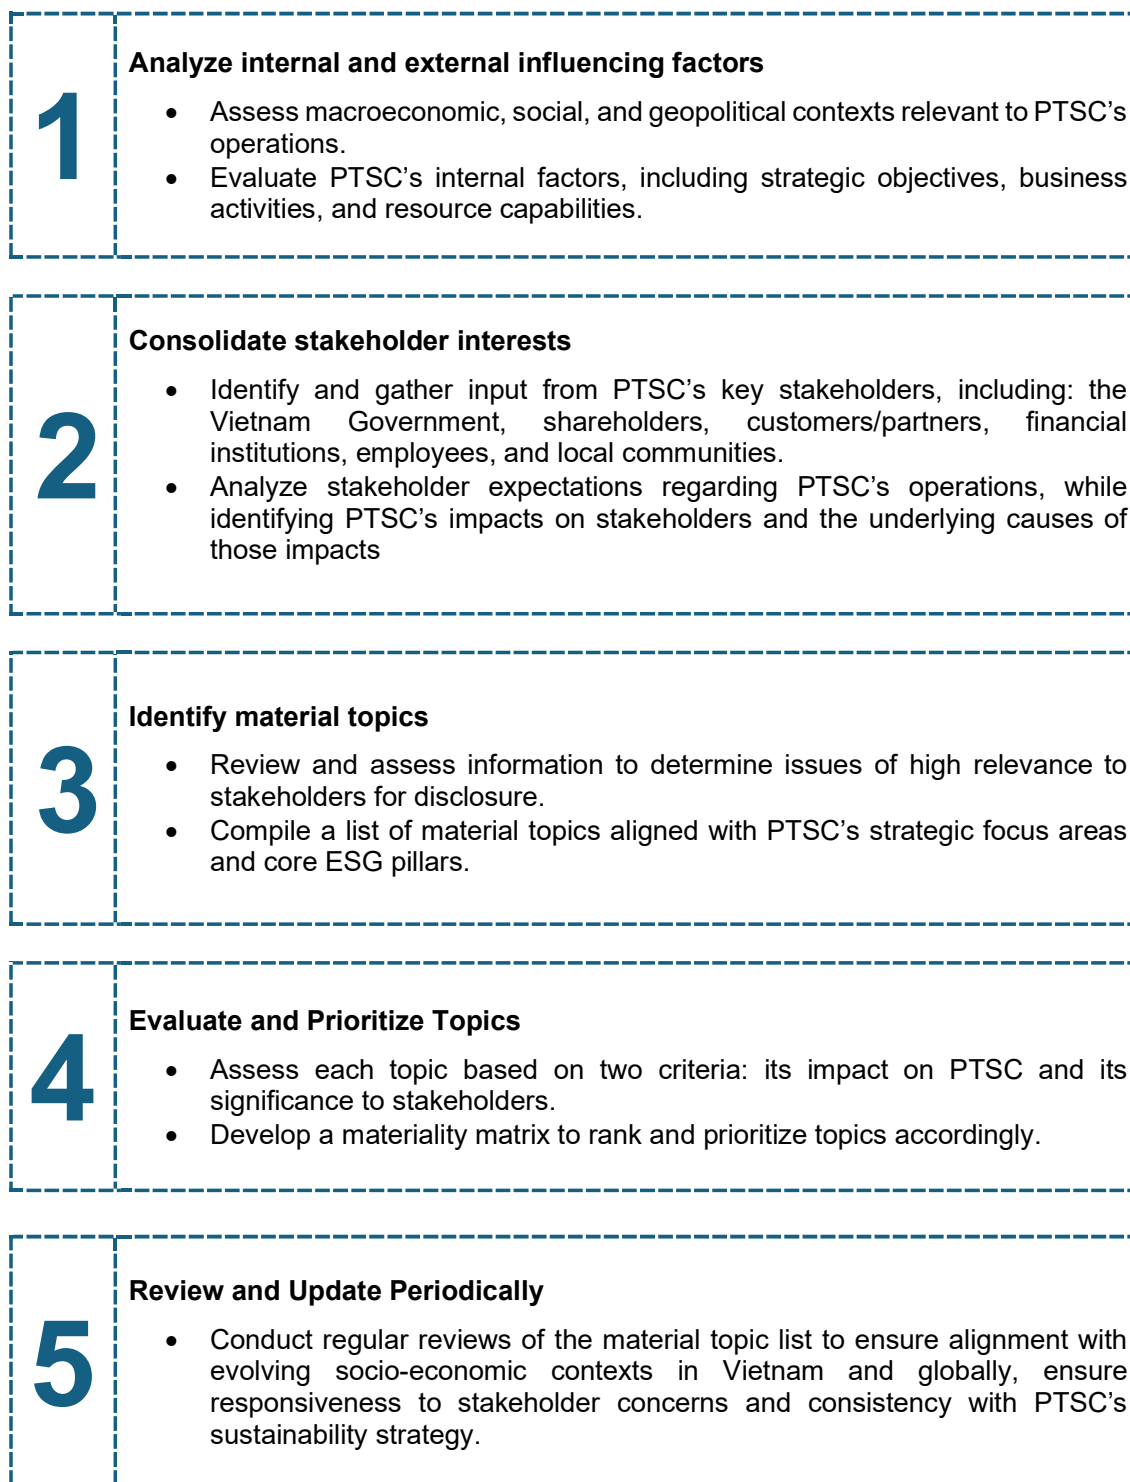 1
Analyze internal and external influencing factors
• Assess macroeconomic, social, and geopolitical contexts relevant to PTSC’s
operations.
• Evaluate PTSC’s internal factors, including strategic objectives, business
activities, and resource capabilities.
2
Consolidate stakeholder interests
• Identify and gather input from PTSC’s key stakeholders, including: the
Vietnam Government, shareholders, customers/partners, financial
institutions, employees, and local communities.
• Analyze stakeholder expectations regarding PTSC’s operations, while
identifying PTSC’s impacts on stakeholders and the underlying causes of
those impacts
3
Identify material topics
• Review and assess information to determine issues of high relevance to
stakeholders for disclosure.
• Compile a list of material topics aligned with PTSC’s strategic focus areas
and core ESG pillars.
4
Evaluate and Prioritize Topics
• Assess each topic based on two criteria: its impact on PTSC and its
significance to stakeholders.
• Develop a materiality matrix to rank and prioritize topics accordingly.
5
Review and Update Periodically
• Conduct regular reviews of the material topic list to ensure alignment with
evolving socio-economic contexts in Vietnam and globally, ensure
responsiveness to stakeholder concerns and consistency with PTSC’s
sustainability strategy.